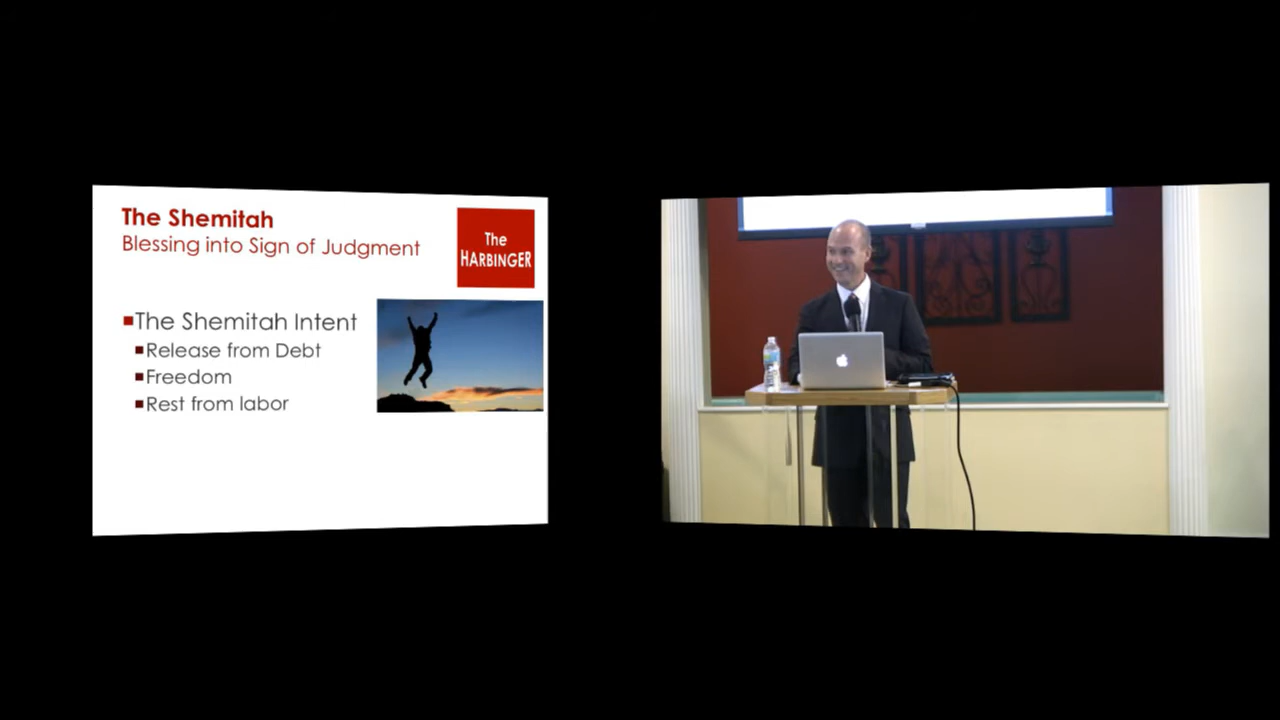 The Shemitah
Blessing into Sign of Judgment
The
HARBINGER
■The Shemitah Intent
■Release from Debt
■Freedom
■Rest from labor